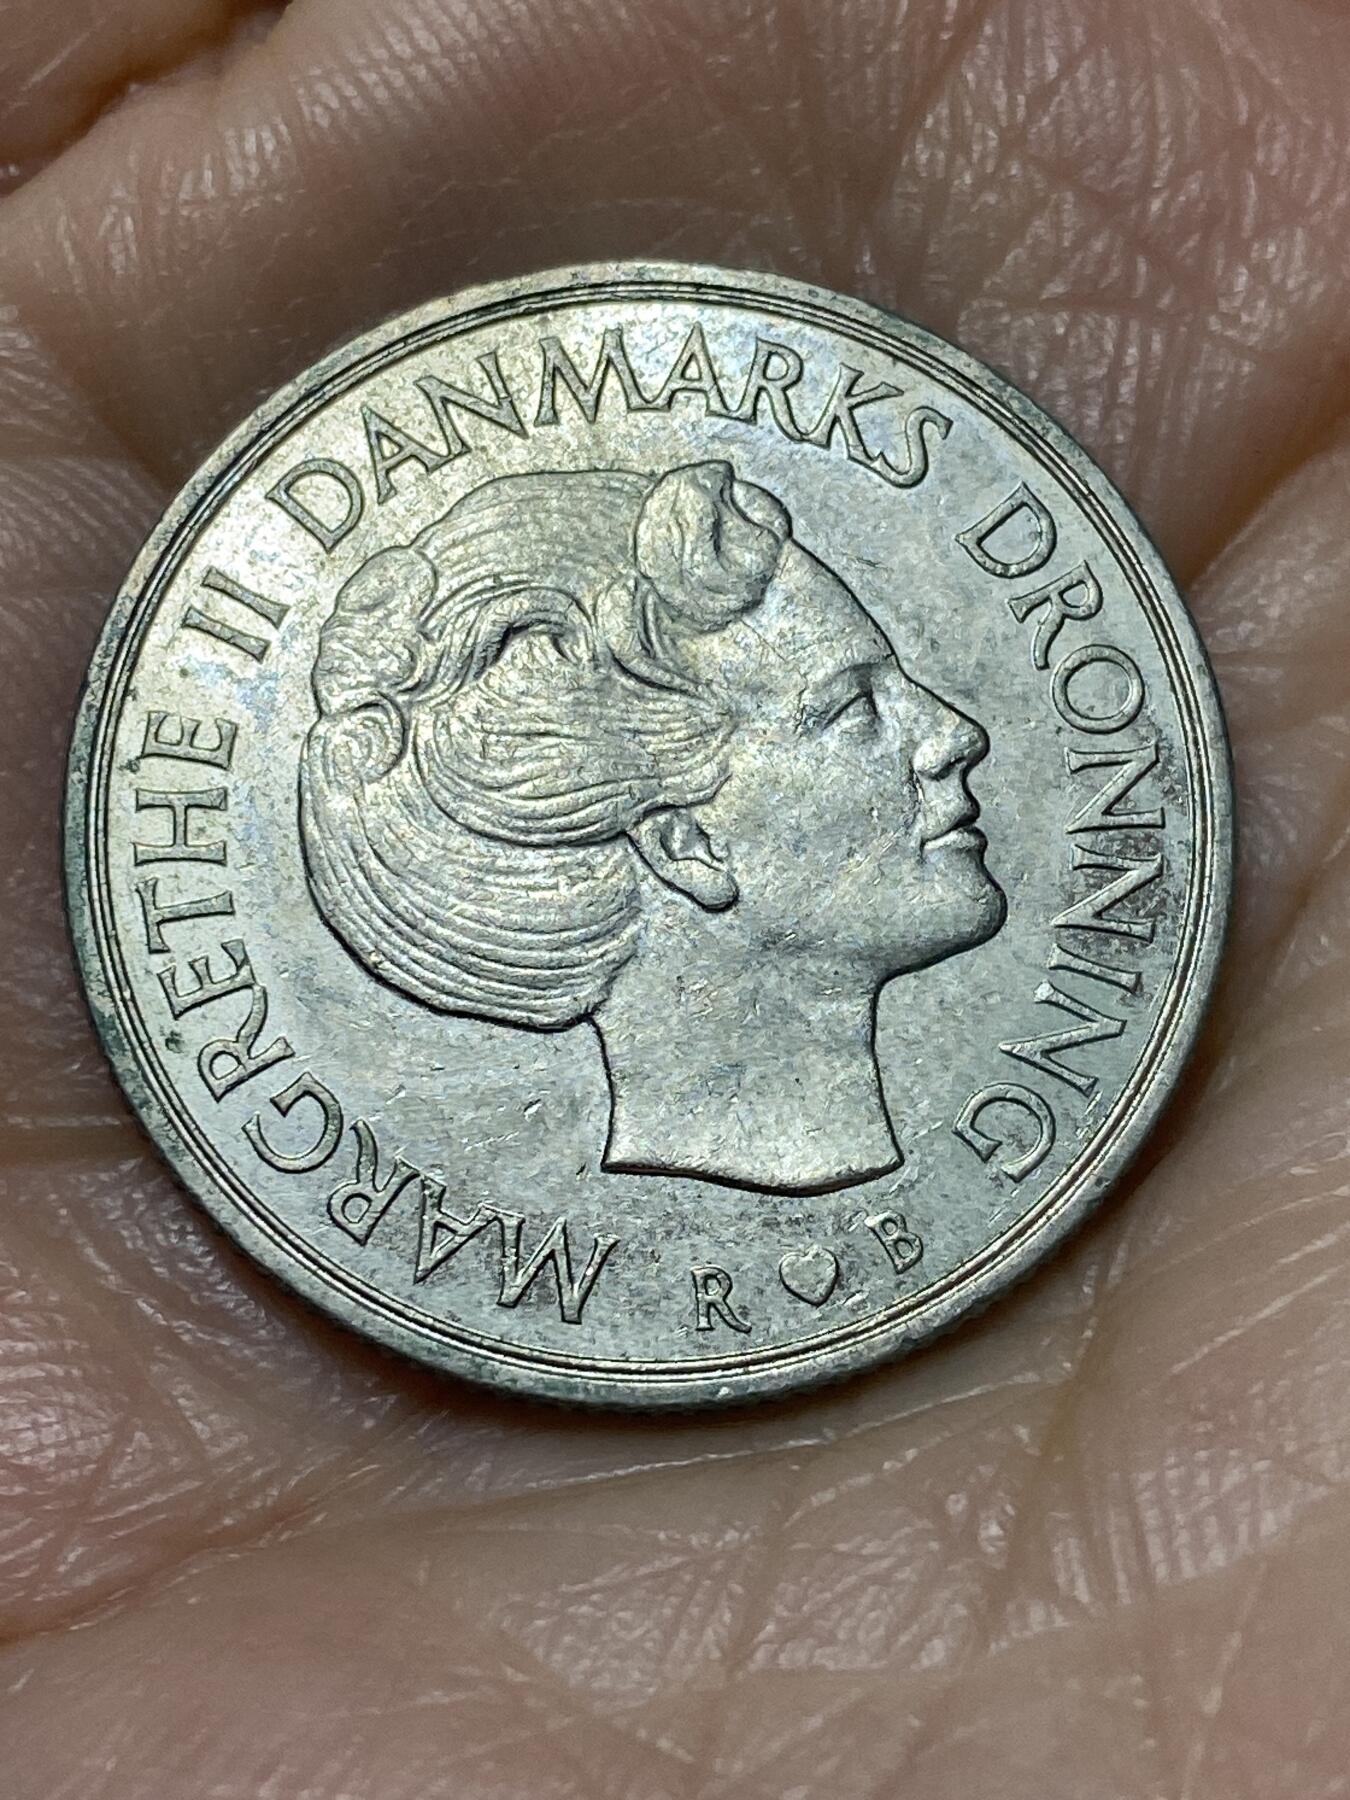 MARGRETHE II DANMARKS DRONNING
R ♡ B